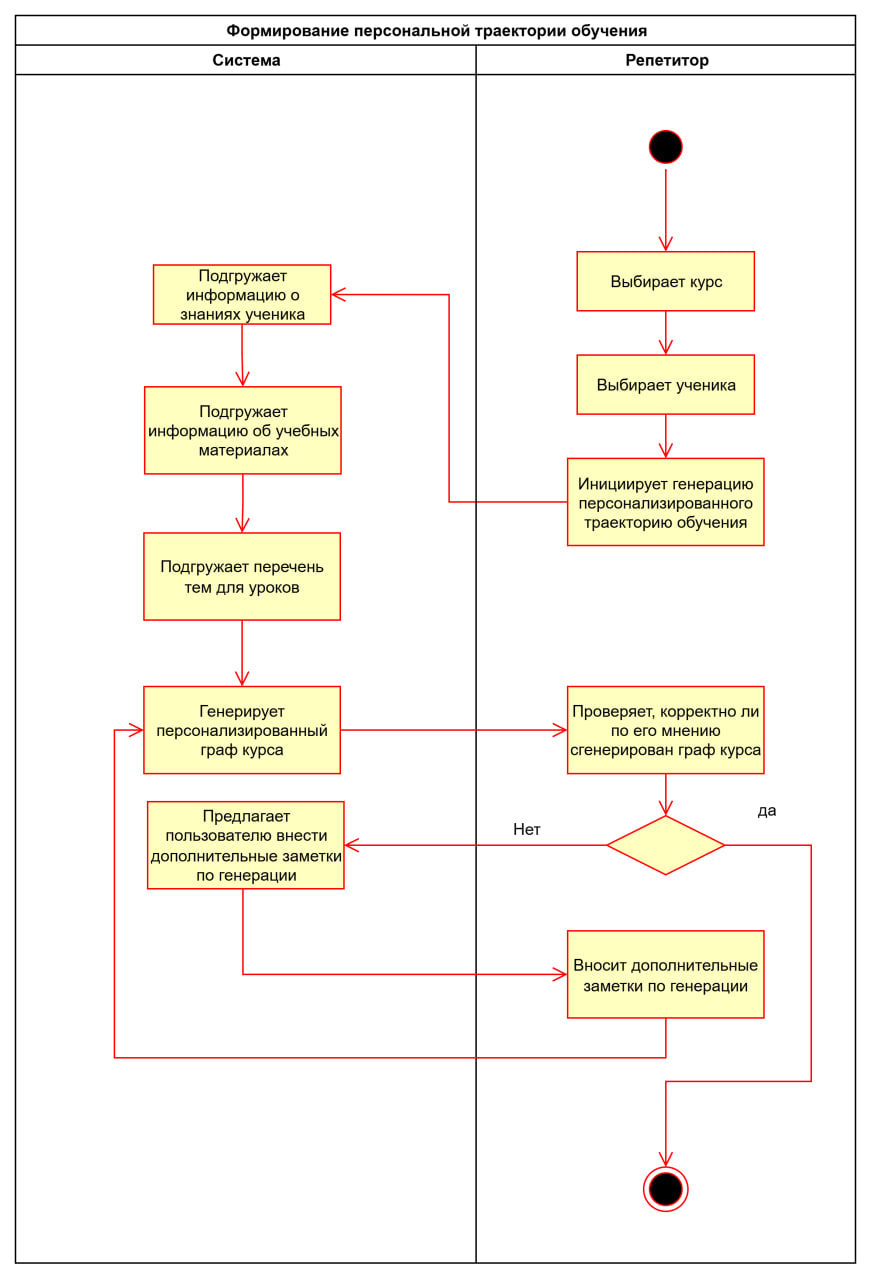 Формирование персональной траектории обучения
Система
Репетитор
Выбирает курс
Выбирает ученика
Инициирует генерацию
персонализированного
траекторию обучения
Подгружает
информацию о
знаниях ученика
Подгружает
информацию об учебных
материалах
Подгружает перечень
тем для уроков
Генерирует
персонализированный
граф курса
Проверяет, корректно ли
по его мнению
сгенерирован граф курса
да
Нет
Предлагает
пользователю внести
дополнительные заметки
по генерации
Вносит дополнительные
заметки по генерации